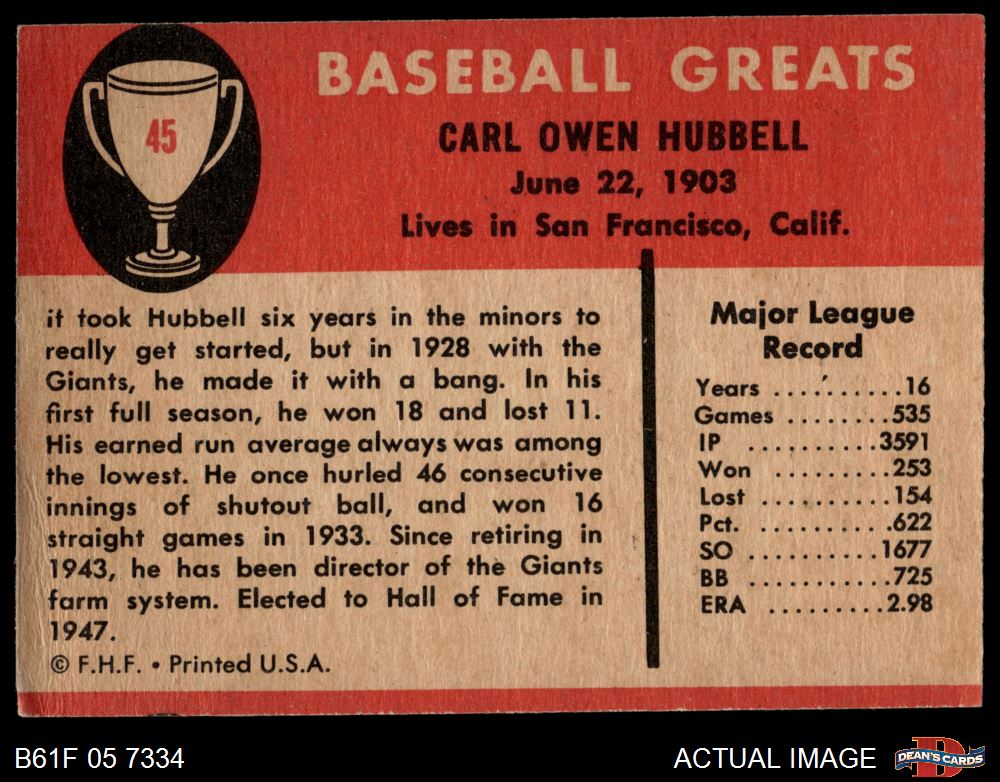 45
BASEBALL GREATS
CARL OWEN HUBBELL
June 22, 1903
Lives in San Francisco, Calif.
it took Hubbell six years in the minors to
really get started, but in 1928 with the
Giants, he made it with a bang. In his
first full season, he won 18 and lost 11.
His earned run average always was among
the lowest. He once hurled 46 consecutive
innings of shutout ball, and won 16
straight games in 1933. Since retiring in
1943, he has been director of the Giants
farm system. Elected to Hall of Fame in
1947.
© F.H.F. • Printed U.S.A.
Major League
Record
Years ..........16
Games ........535
IP ..........3591
Won .........253
Lost ..........154
Pct. ..........622
SO ..........1677
BB ...........725
ERA .........2.98
B61F 05 7334
ACTUAL IMAGE
D
DEAN'S CARDS